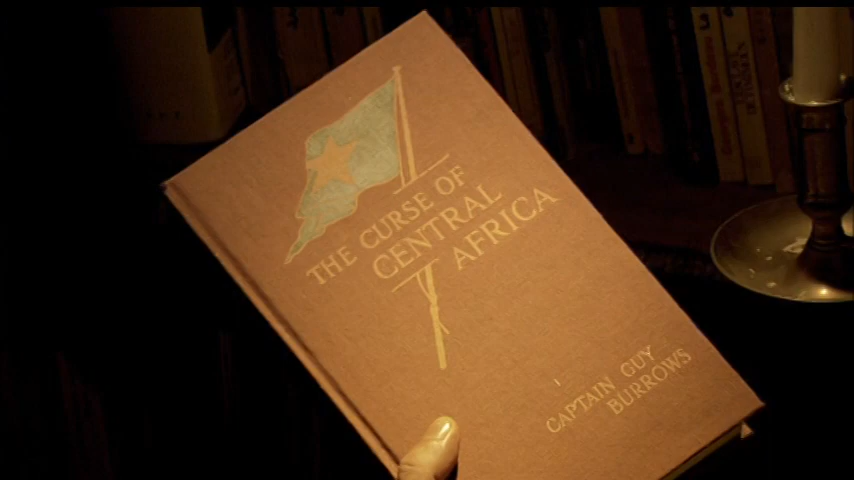 THE CURSE OF
CENTRAL
AFRICA
CAPTAIN GUY
BURROWS